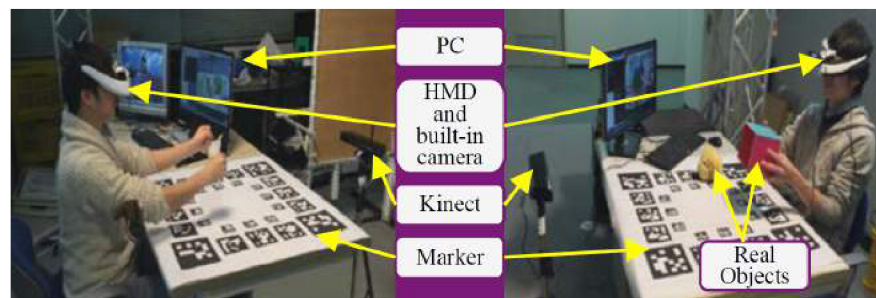 PC
HMD
and
built-in
camera
Kinect
Marker
Real
Objects